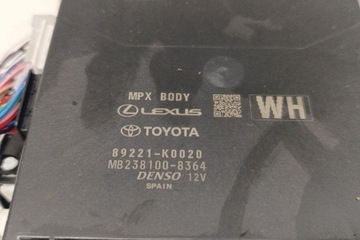 MPX BODY
LEXUS
WH
TOYOTA
89221-K0020
MB238100-8364
DENSO 12V
SPAIN